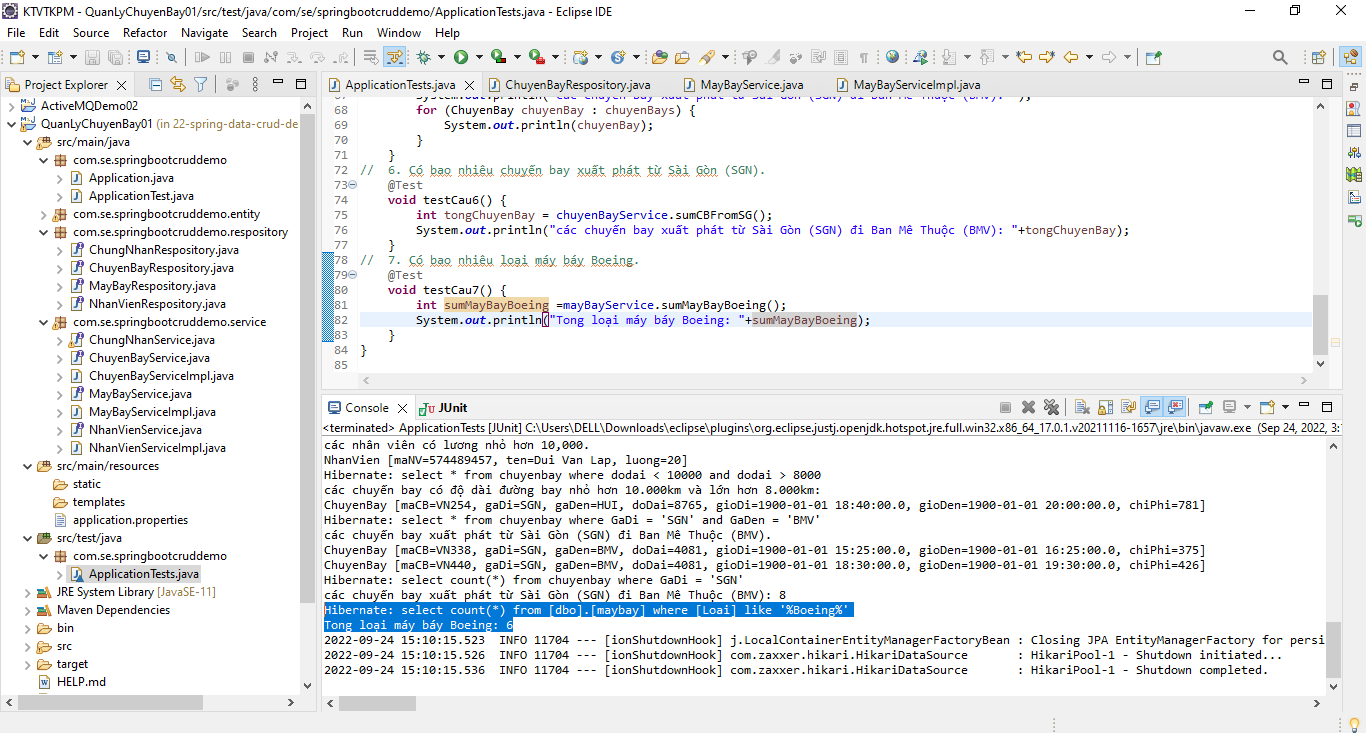 KTVTKPM - QuanLyChuyenBay01/src/test/java/com/se/springbootcruddemo/ApplicationTests.java - Eclipse IDE
File Edit Source Refactor Navigate Search Project Run Window Help
Project Explorer
ActiveMQDemo02
QuanLyChuyenBay01 (in 22-spring-data-crud-de
src/main/java
com.se.springbootcruddemo
Application.java
ApplicationTest.java
com.se.springbootcruddemo.entity
com.se.springbootcruddemo.respository
ChungNhanRespository.java
ChuyenBayRespository.java
MayBayRespository.java
NhanVienRespository.java
com.se.springbootcruddemo.service
ChungNhanService.java
ChuyenBayService.java
ChuyenBayServiceImpl.java
MayBayService.java
MayBayServiceImpl.java
NhanVienService.java
NhanVienServiceImpl.java
src/main/resources
static
templates
application.properties
src/test/java
com.se.springbootcruddemo
ApplicationTests.java
JRE System Library [JavaSE-11]
Maven Dependencies
bin
src
target
HELP.md
ApplicationTests.java ChuyenBayRespository.java MayBayService.java MayBayServiceImpl.java
68 for (ChuyenBay chuyenBay : chuyenBays) {
69 System.out.println(chuyenBay);
70 }
71 }
72 // 6. Có bao nhiêu chuyến bay xuất phát từ Sài Gòn (SGN).
73 @Test
74 void testCau6() {
75 int tongChuyenBay = chuyenBayService.sumCBFromSG();
76 System.out.println("các chuyến bay xuất phát từ Sài Gòn (SGN) đi Ban Mê Thuộc (BMV): "+tongChuyenBay);
77 }
78 // 7. Có bao nhiêu loại máy báy Boeing.
79 @Test
80 void testCau7() {
81 int sumMayBayBoeing =mayBayService.sumMayBayBoeing();
82 System.out.println("Tong loại máy báy Boeing: "+sumMayBayBoeing);
83 }
84 }
85
Console JUnit
<terminated> ApplicationTests [JUnit] C:\Users\DELL\Downloads\eclipse\plugins\org.eclipse.justj.openjdk.hotspot.jre.full.win32.x86_64_17.0.1.v20211116-1657\jre\bin\javaw.exe (Sep 24, 2022, 3:
các nhân viên có lương nhỏ hơn 10,000.
NhanVien [maNV=574489457, ten=Dui Van Lap, luong=20]
Hibernate: select * from chuyenbay where dodai < 10000 and dodai > 8000
các chuyến bay có độ dài đường bay nhỏ hơn 10.000km và lớn hơn 8.000km:
ChuyenBay [maCB=VN254, gaDi=SGN, gaDen=HUI, doDai=8765, gioDi=1900-01-01 18:40:00.0, gioDen=1900-01-01 20:00:00.0, chiPhi=781]
Hibernate: select * from chuyenbay where GaDi = 'SGN' and GaDen = 'BMV'
các chuyến bay xuất phát từ Sài Gòn (SGN) đi Ban Mê Thuộc (BMV).
ChuyenBay [maCB=VN338, gaDi=SGN, gaDen=BMV, doDai=4081, gioDi=1900-01-01 15:25:00.0, gioDen=1900-01-01 16:25:00.0, chiPhi=375]
ChuyenBay [maCB=VN440, gaDi=SGN, gaDen=BMV, doDai=4081, gioDi=1900-01-01 18:30:00.0, gioDen=1900-01-01 19:30:00.0, chiPhi=426]
Hibernate: select count(*) from chuyenbay where GaDi = 'SGN'
các chuyến bay xuất phát từ Sài Gòn (SGN) đi Ban Mê Thuộc (BMV): 8
Hibernate: select count(*) from [dbo].[maybay] where [Loai] like '%Boeing%'
Tong loại máy báy Boeing: 6
2022-09-24 15:10:15.523 INFO 11704 --- [ionShutdownHook] j.LocalContainerEntityManagerFactoryBean : Closing JPA EntityManagerFactory for persi
2022-09-24 15:10:15.526 INFO 11704 --- [ionShutdownHook] com.zaxxer.hikari.HikariDataSource : HikariPool-1 - Shutdown initiated...
2022-09-24 15:10:15.536 INFO 11704 --- [ionShutdownHook] com.zaxxer.hikari.HikariDataSource : HikariPool-1 - Shutdown completed.